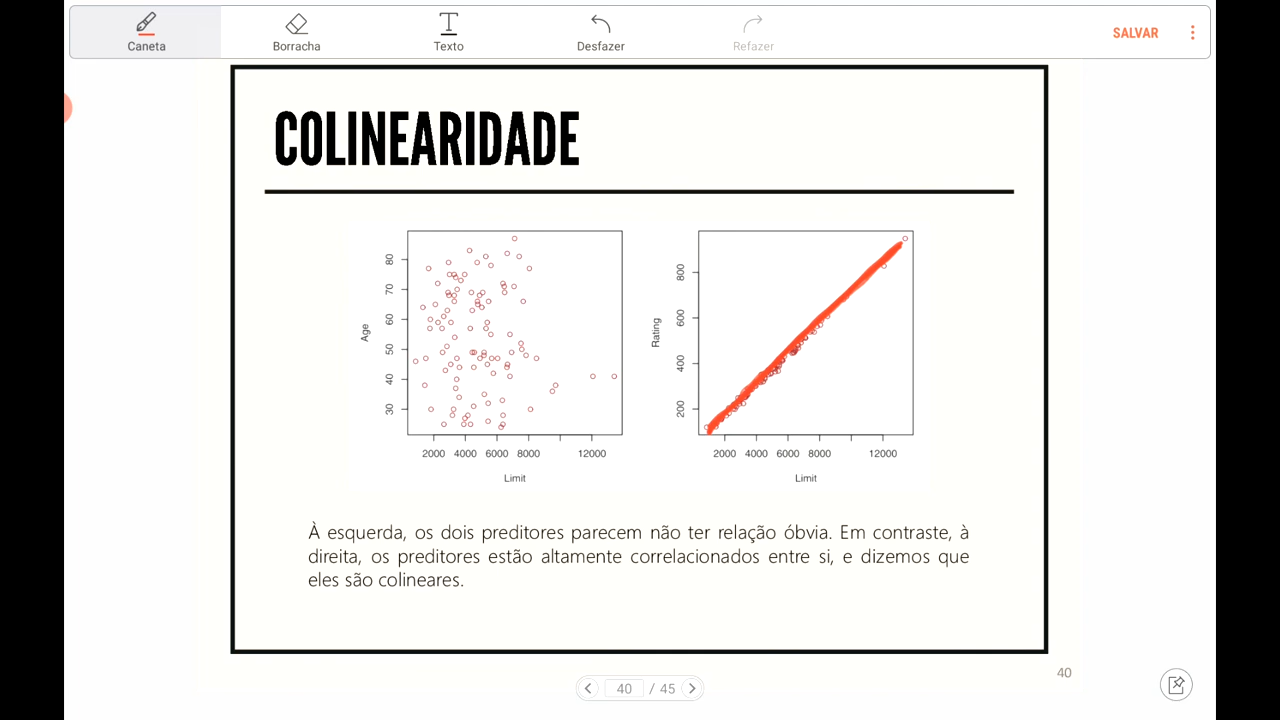 Caneta
Borracha
Texto
Desfazer
Refazer
SALVAR
COLINEARIDADE
Age
80
70
60
50
40
30
2000 4000 6000 8000 12000
Limit
Rating
800
600
400
200
2000 4000 6000 8000 12000
Limit
À esquerda, os dois preditores parecem não ter relação óbvia. Em contraste, à
direita, os preditores estão altamente correlacionados entre si, e dizemos que
eles são colineares.
40
40 / 45